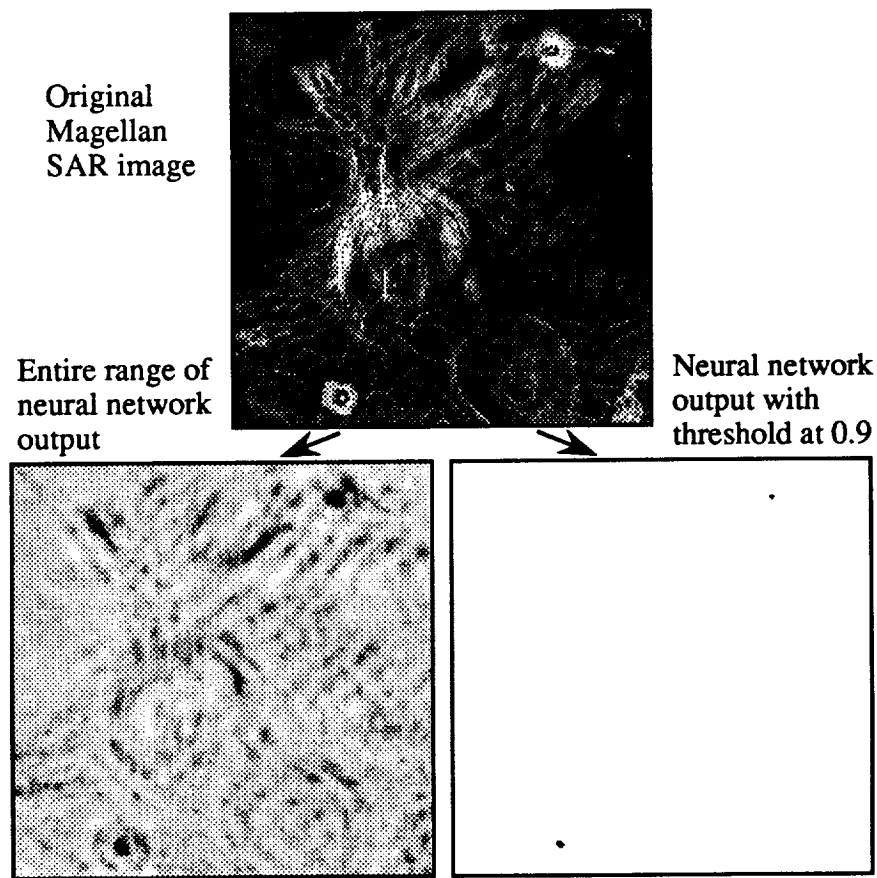 Original
Magellan
SAR image
Entire range of
neural network
output
Neural network
output with
threshold at 0.9